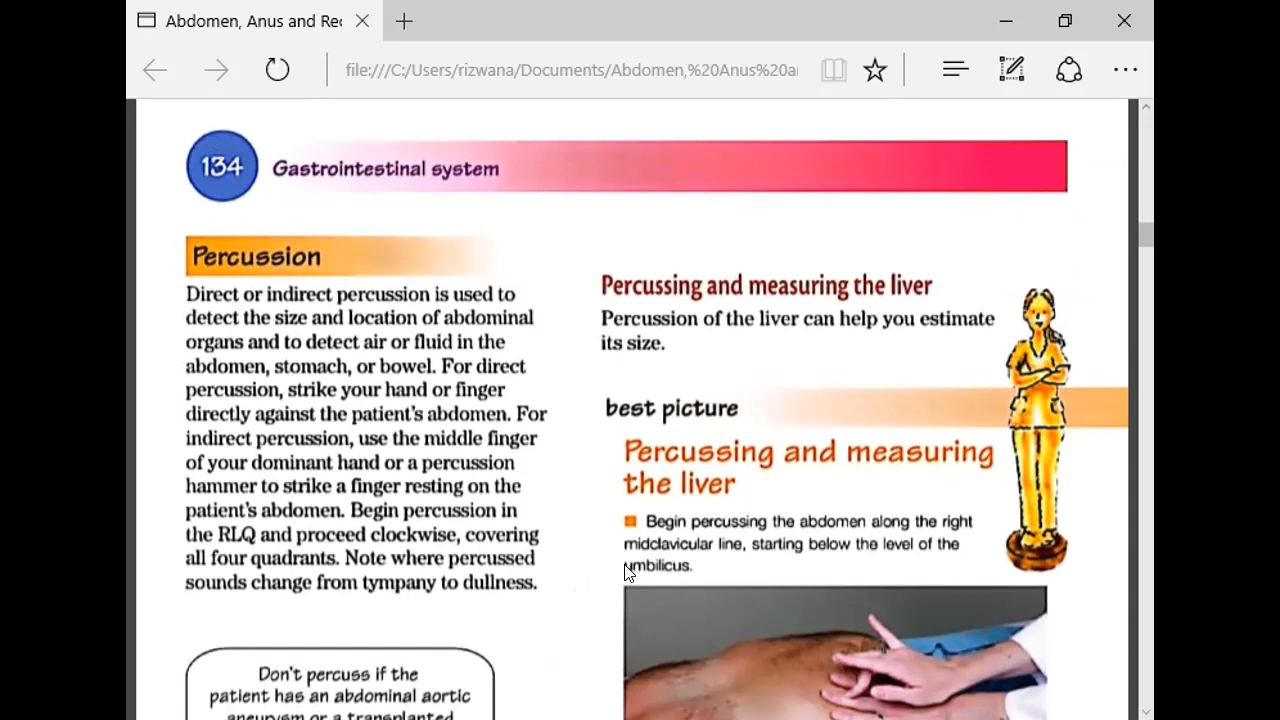 Abdomen, Anus and Rec
file:///C:/Users/rizwana/Documents/Abdomen,%20Anus%20a
134
Gastrointestinal system
Percussion
Direct or indirect percussion is used to
detect the size and location of abdominal
organs and to detect air or fluid in the
abdomen, stomach, or bowel. For direct
percussion, strike your hand or finger
directly against the patient's abdomen. For
indirect percussion, use the middle finger
of your dominant hand or a percussion
hammer to strike a finger resting on the
patient's abdomen. Begin percussion in
the RLQ and proceed clockwise, covering
all four quadrants. Note where percussed
sounds change from tympany to dullness.
Don't percuss if the
patient has an abdominal aortic
aneurysm or a transplanted
Percussing and measuring the liver
Percussion of the liver can help you estimate
its size.
best picture
Percussing and measuring
the liver
Begin percussing the abdomen along the right
midclavicular line, starting below the level of the
umbilicus.